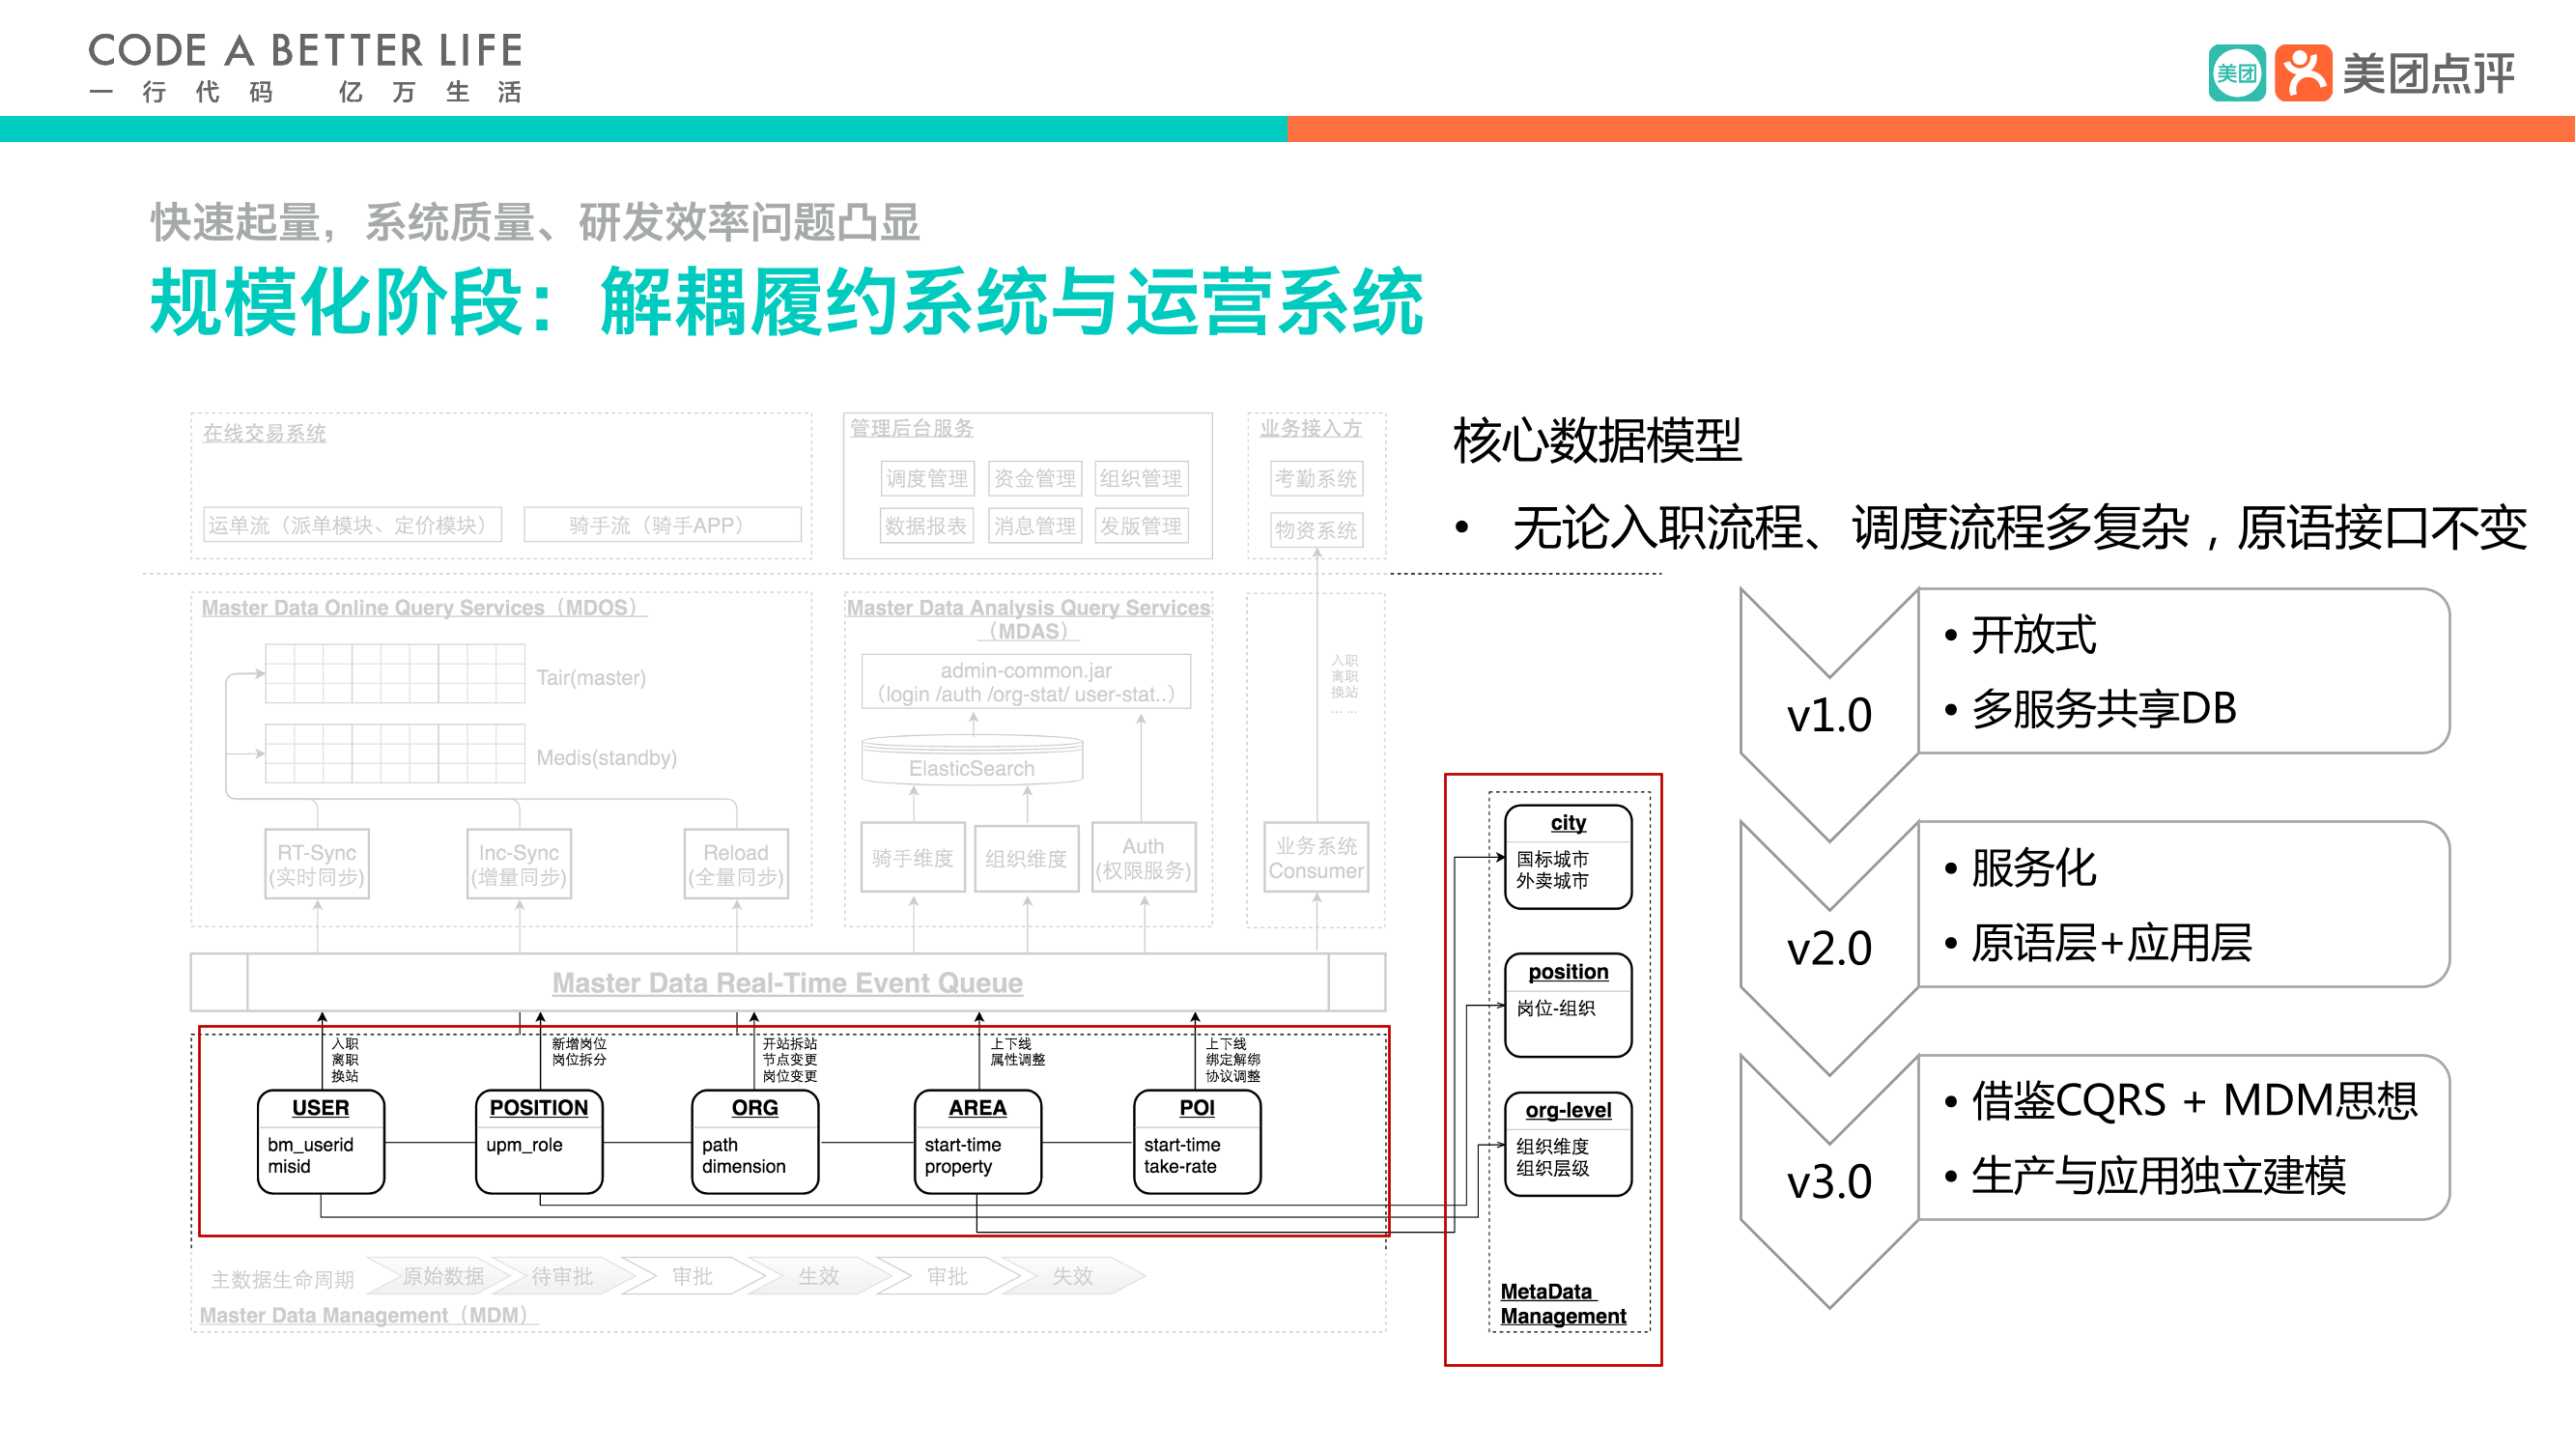 CODE A BETTER LIFE
一行代码 亿万生活
美团
美团点评
快速起量，系统质量、研发效率问题凸显
规模化阶段：解耦履约系统与运营系统
在线交易系统
运单流（派单模块、定价模块）
骑手流（骑手APP）
管理后台服务
调度管理
资金管理
组织管理
数据报表
消息管理
发版管理
业务接入方
考勤系统
物资系统
Master Data Online Query Services（MDOS）
Tair(master)
Medis(standby)
RT-Sync
(实时同步)
Inc-Sync
(增量同步)
Reload
(全量同步)
Master Data Analysis Query Services
（MDAS）
admin-common.jar
（login /auth /org-stat/ user-stat..）
ElasticSearch
骑手维度
组织维度
Auth
(权限服务)
入职
离职
换站
... ...
业务系统
Consumer
Master Data Real-Time Event Queue
入职
离职
换站
新增岗位
岗位拆分
开站拆站
节点变更
岗位变更
上下线
属性调整
上下线
绑定解绑
协议调整
USER
bm_userid
misid
POSITION
upm_role
ORG
path
dimension
AREA
start-time
property
POI
start-time
take-rate
主数据生命周期
原始数据
待审批
审批
生效
审批
失效
Master Data Management（MDM）
city
国标城市
外卖城市
position
岗位-组织
org-level
组织维度
组织层级
MetaData
Management
核心数据模型
• 无论入职流程、调度流程多复杂，原语接口不变
v1.0
• 开放式
• 多服务共享DB
v2.0
• 服务化
• 原语层+应用层
v3.0
• 借鉴CQRS + MDM思想
• 生产与应用独立建模